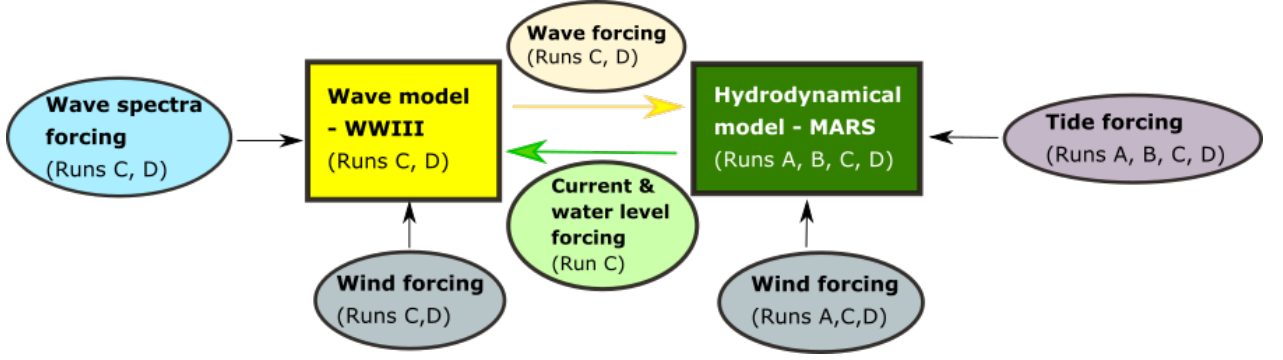 Wave spectra
forcing
(Runs C, D)
Wave model
- WWIII
(Runs C, D)
Wave forcing
(Runs C, D)
Current &
water level
forcing
(Run C)
Hydrodynamical
model - MARS
(Runs A, B, C, D)
Tide forcing
(Runs A, B, C, D)
Wind forcing
(Runs C,D)
Wind forcing
(Runs A,C,D)